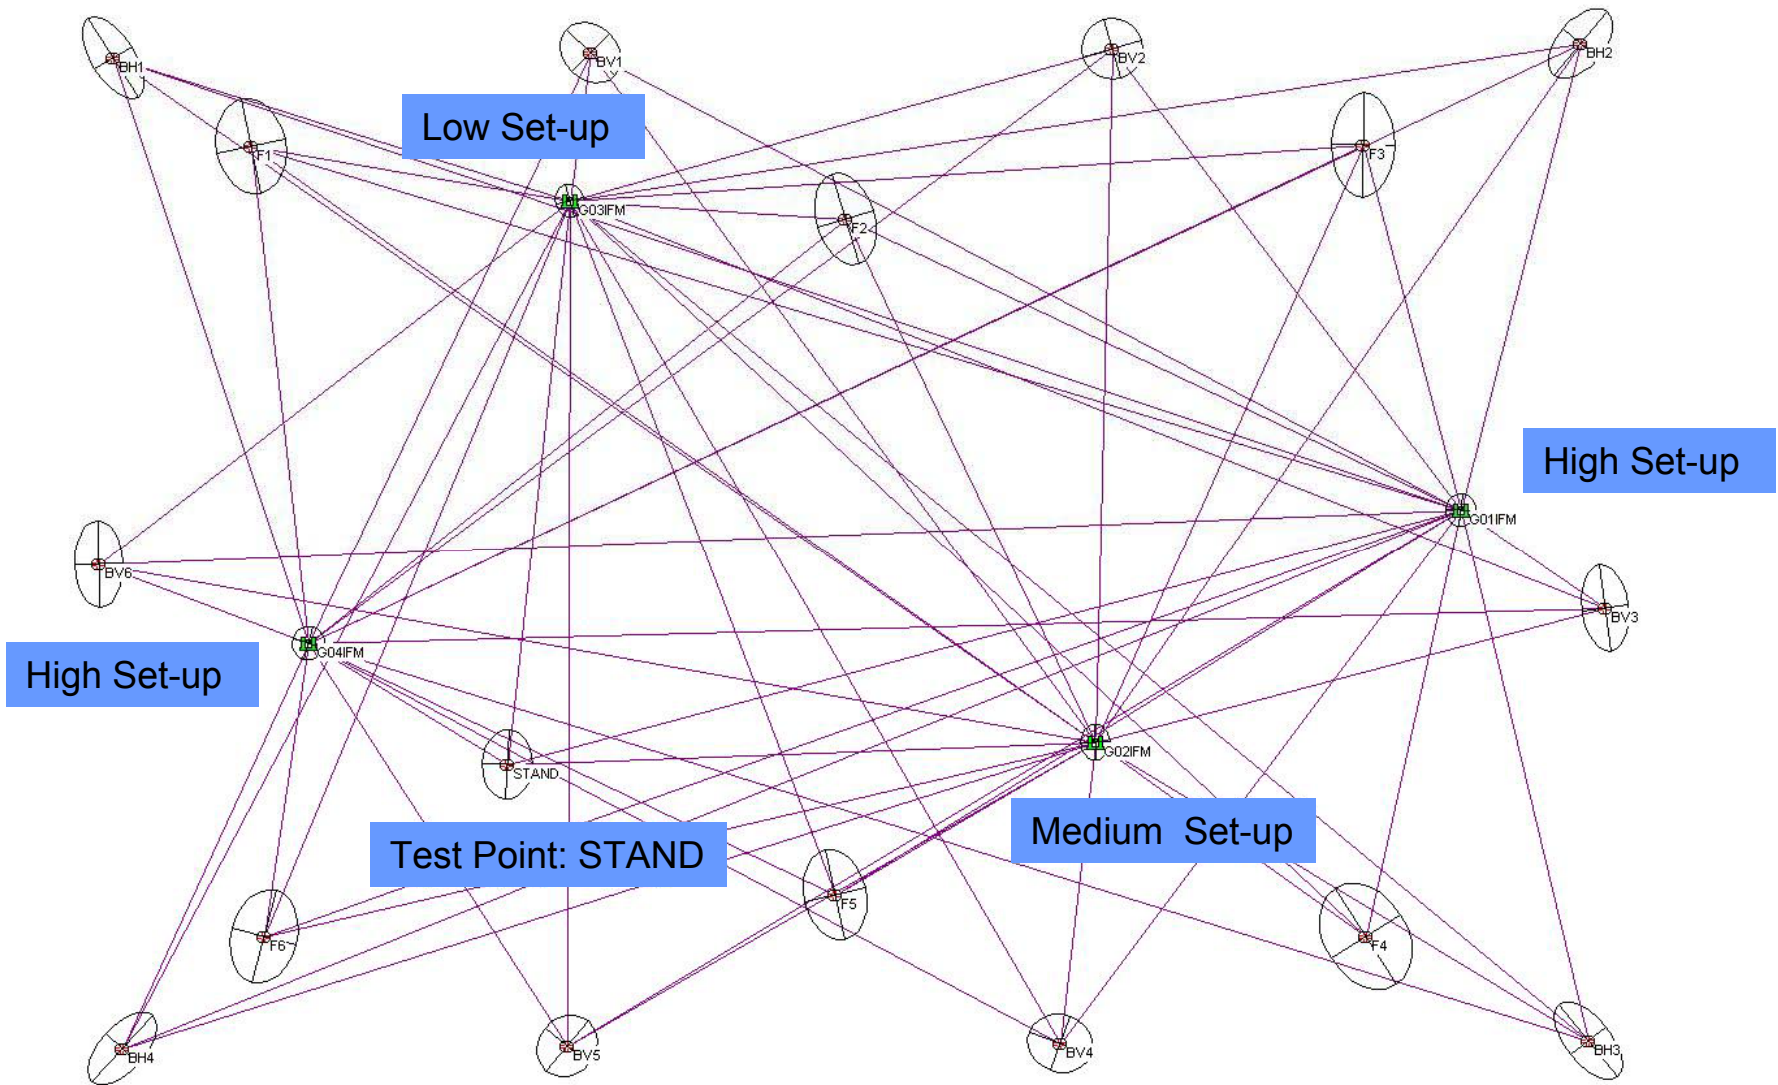 BH1
BV1
BV2
BH2
Low Set-up
F1
F3
G03IFM
F2
High Set-up
G01IFM
BV6
BV3
G04IFM
High Set-up
G02IFM
STAND
Medium  Set-up
Test Point: STAND
F5
F6
F4
BH4
BV5
BV4
BH3